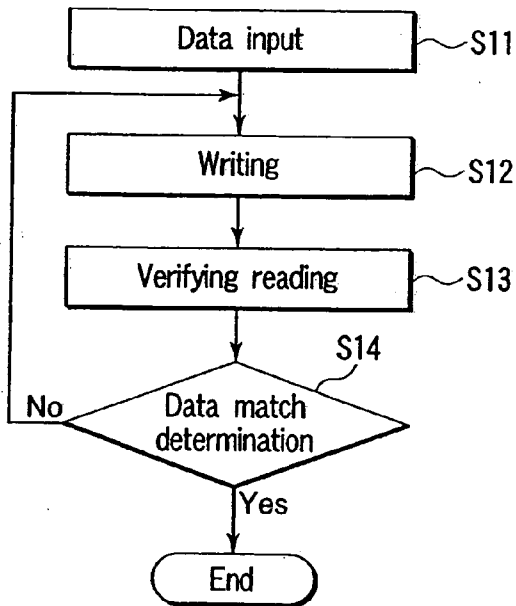 Data input
S11
Writing
S12
Verifying reading
S13
S14
No
Data match
determination
Yes
End